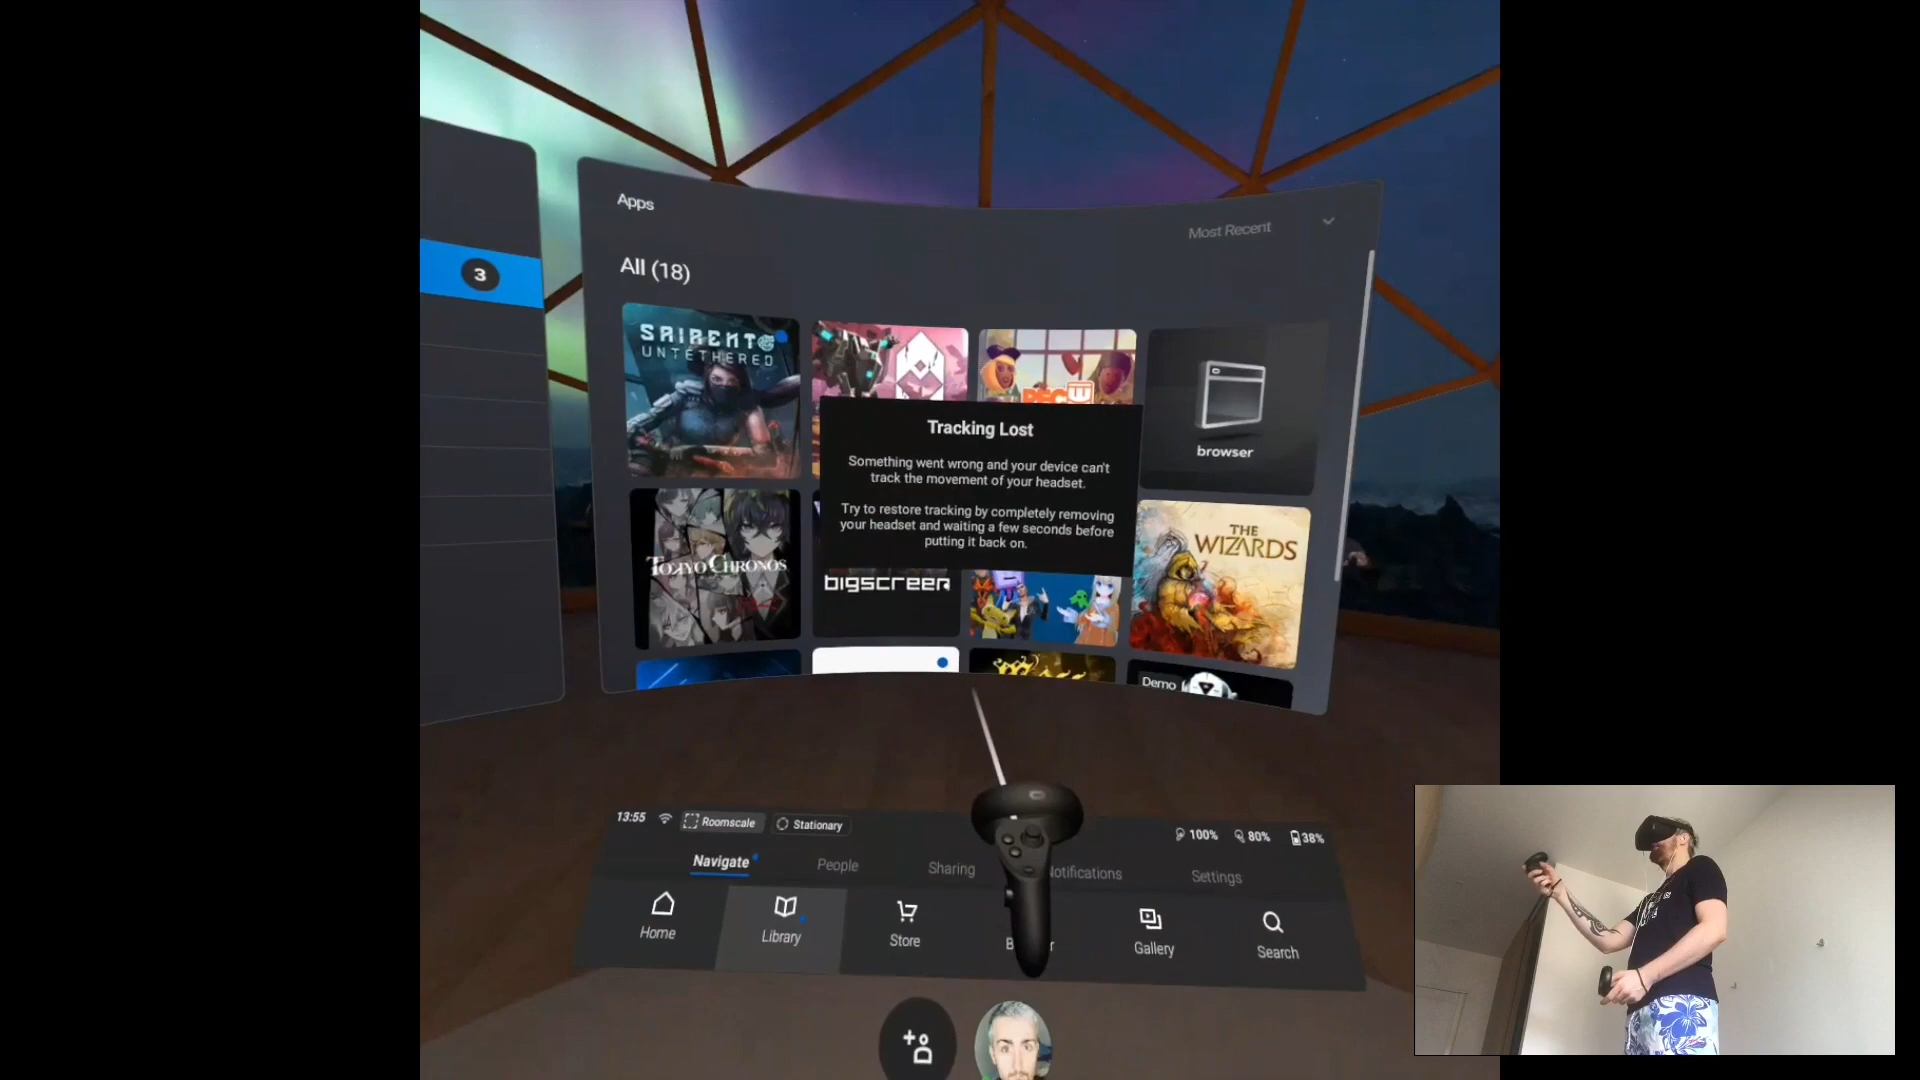 Apps
Most Recent
3
All (18)
SAIRENTO
UNTETHERED
REC
browser
Tracking Lost
Something went wrong and your device can't
track the movement of your headset.
Try to restore tracking by completely removing
your headset and waiting a few seconds before
putting it back on.
TOKYO CHRONOS
BIGSCREEN
THE
WIZARDS
Demo
13:55
Roomscale
Stationary
100%
80%
38%
Navigate
People
Sharing
Notifications
Settings
Home
Library
Store
Gallery
Search